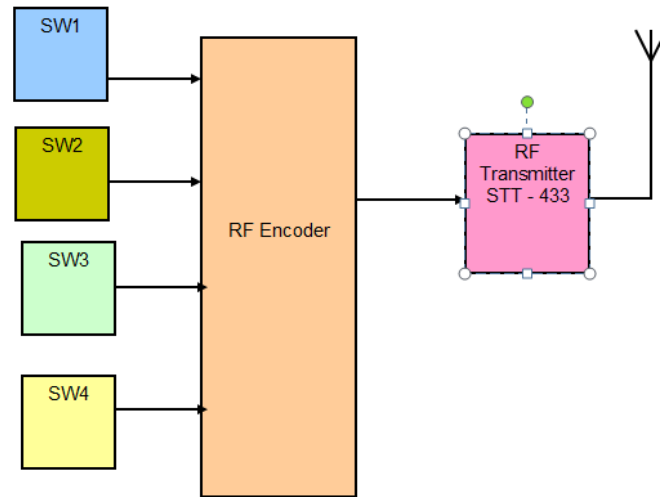 SW1
SW2
SW3
SW4
RF Encoder
RF
Transmitter
STT - 433